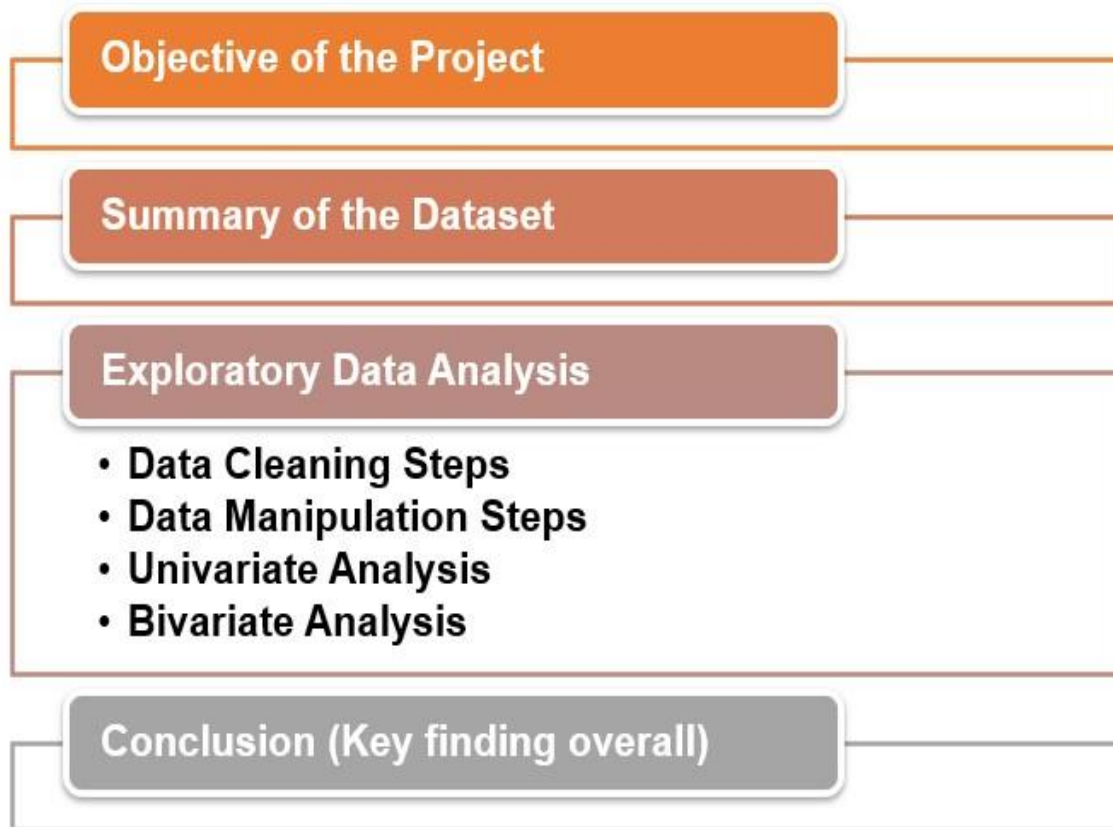 Objective of the Project
Summary of the Dataset
Exploratory Data Analysis
• Data Cleaning Steps
• Data Manipulation Steps
• Univariate Analysis
• Bivariate Analysis
Conclusion (Key finding overall)